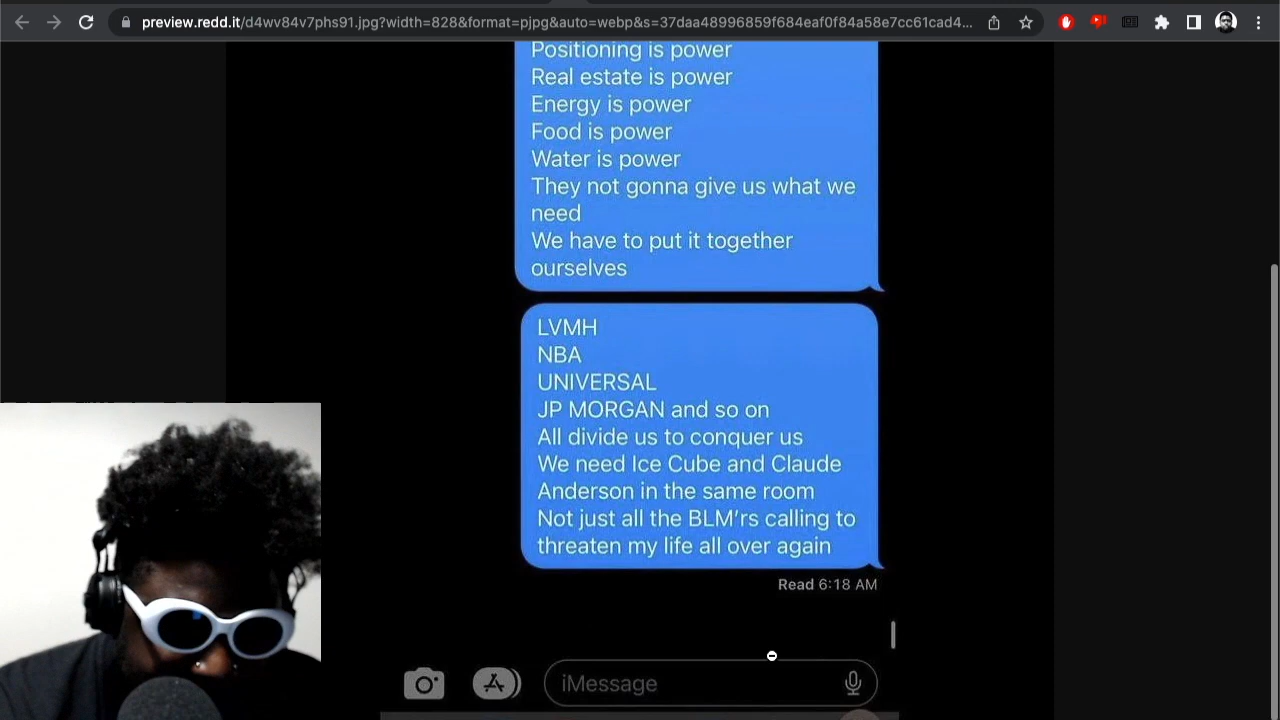 preview.redd.it/d4wv84v7phs91.jpg?width=828&format=pjpg&auto=webp&s=37daa48996859f684eaf0f84a58e7cc61cad4...
Positioning is power
Real estate is power
Energy is power
Food is power
Water is power
They not gonna give us what we
need
We have to put it together
ourselves
LVMH
NBA
UNIVERSAL
JP MORGAN and so on
All divide us to conquer us
We need Ice Cube and Claude
Anderson in the same room
Not just all the BLM’rs calling to
threaten my life all over again
Read 6:18 AM
iMessage